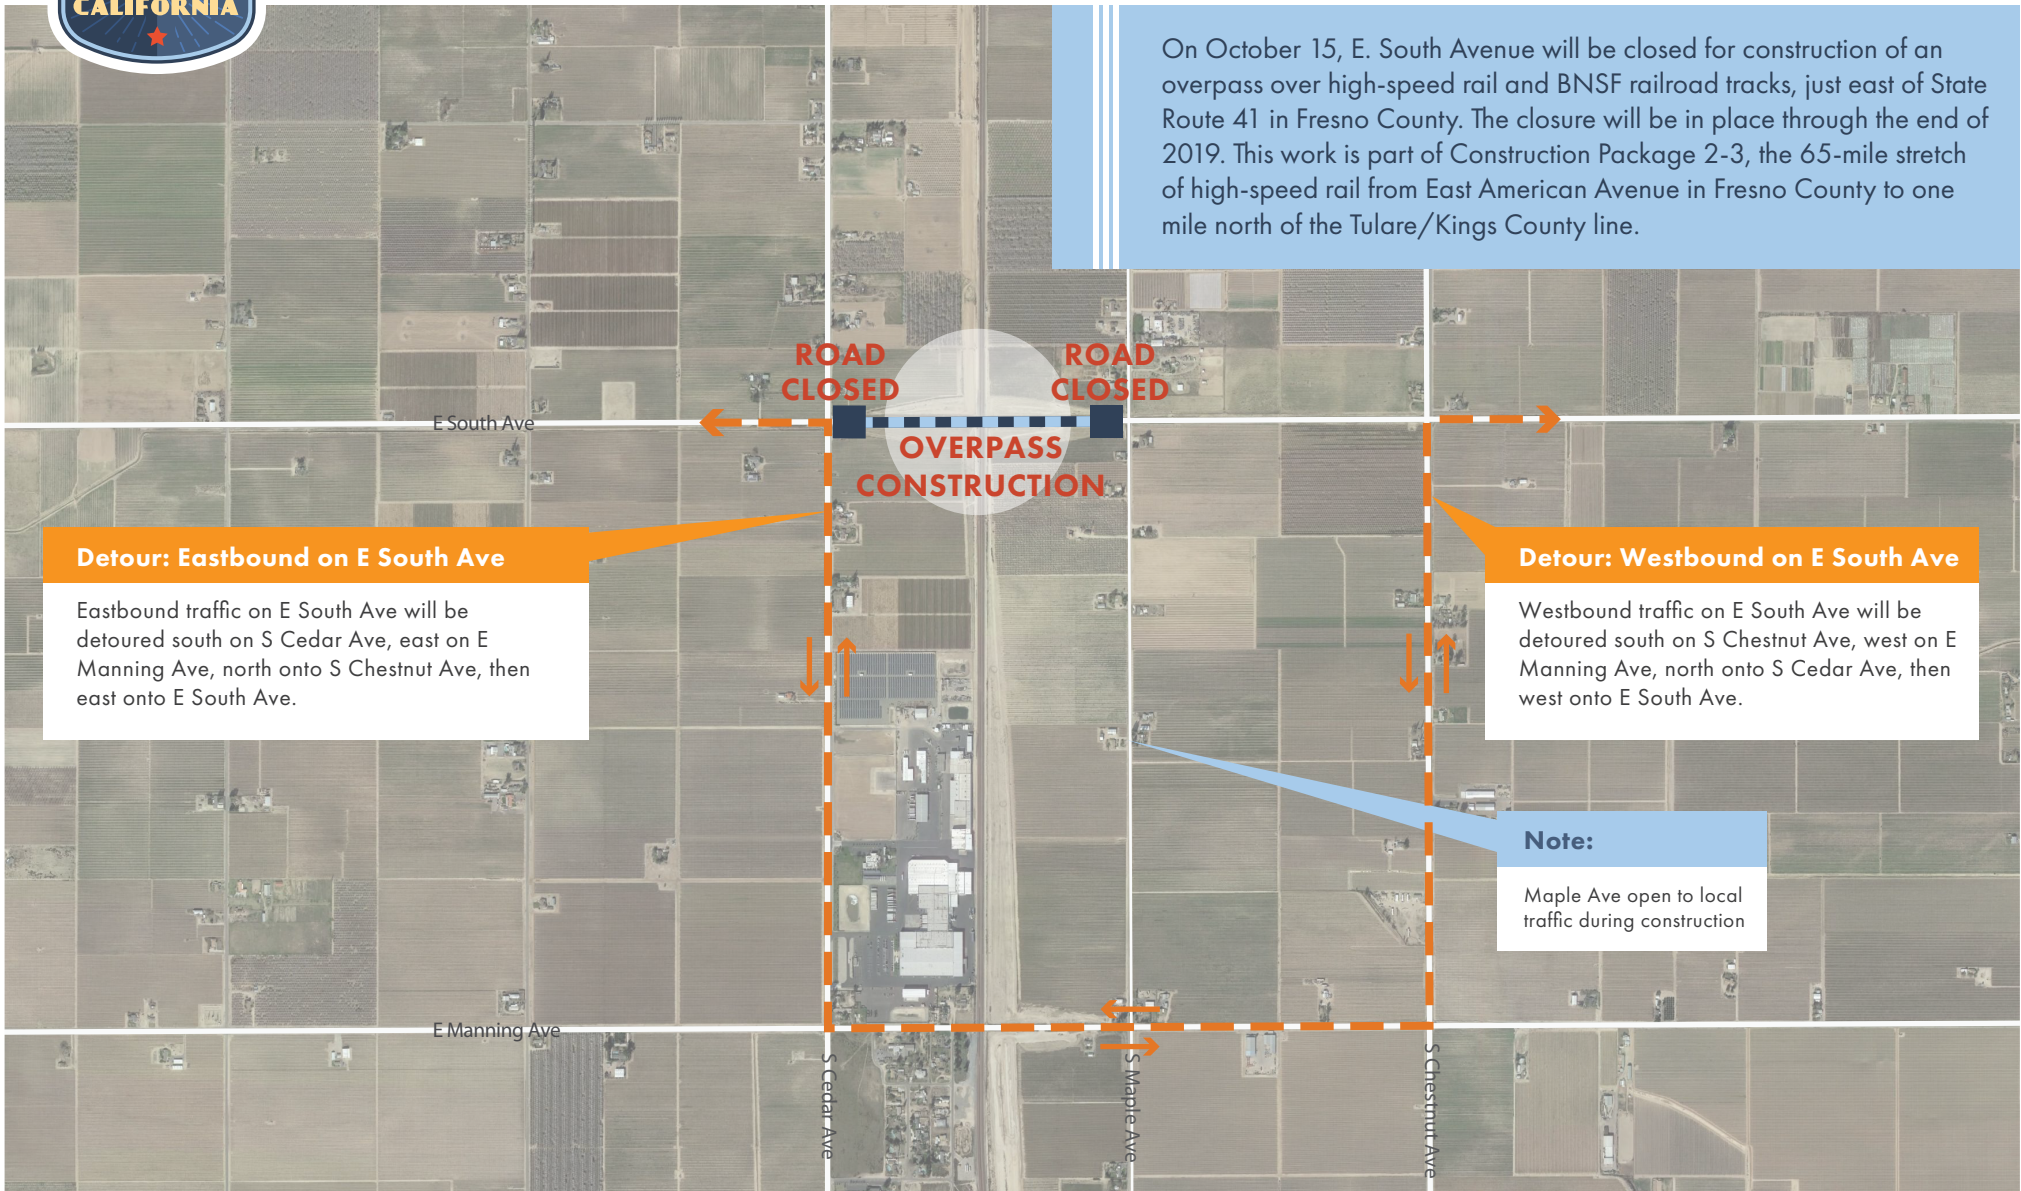 CALIFORNIA
On October 15, E. South Avenue will be closed for construction of an
overpass over high-speed rail and BNSF railroad tracks, just east of State
Route 41 in Fresno County. The closure will be in place through the end of
2019. This work is part of Construction Package 2-3, the 65-mile stretch
of high-speed rail from East American Avenue in Fresno County to one
mile north of the Tulare/Kings County line.
ROAD
CLOSED
ROAD
CLOSED
E South Ave
OVERPASS
CONSTRUCTION
Detour: Eastbound on E South Ave
Eastbound traffic on E South Ave will be
detoured south on S Cedar Ave, east on E
Manning Ave, north onto S Chestnut Ave, then
east onto E South Ave.
Detour: Westbound on E South Ave
Westbound traffic on E South Ave will be
detoured south on S Chestnut Ave, west on E
Manning Ave, north onto S Cedar Ave, then
west onto E South Ave.
Note:
Maple Ave open to local
traffic during construction
E Manning Ave
S Cedar Ave
S Maple Ave
S Chestnut Ave